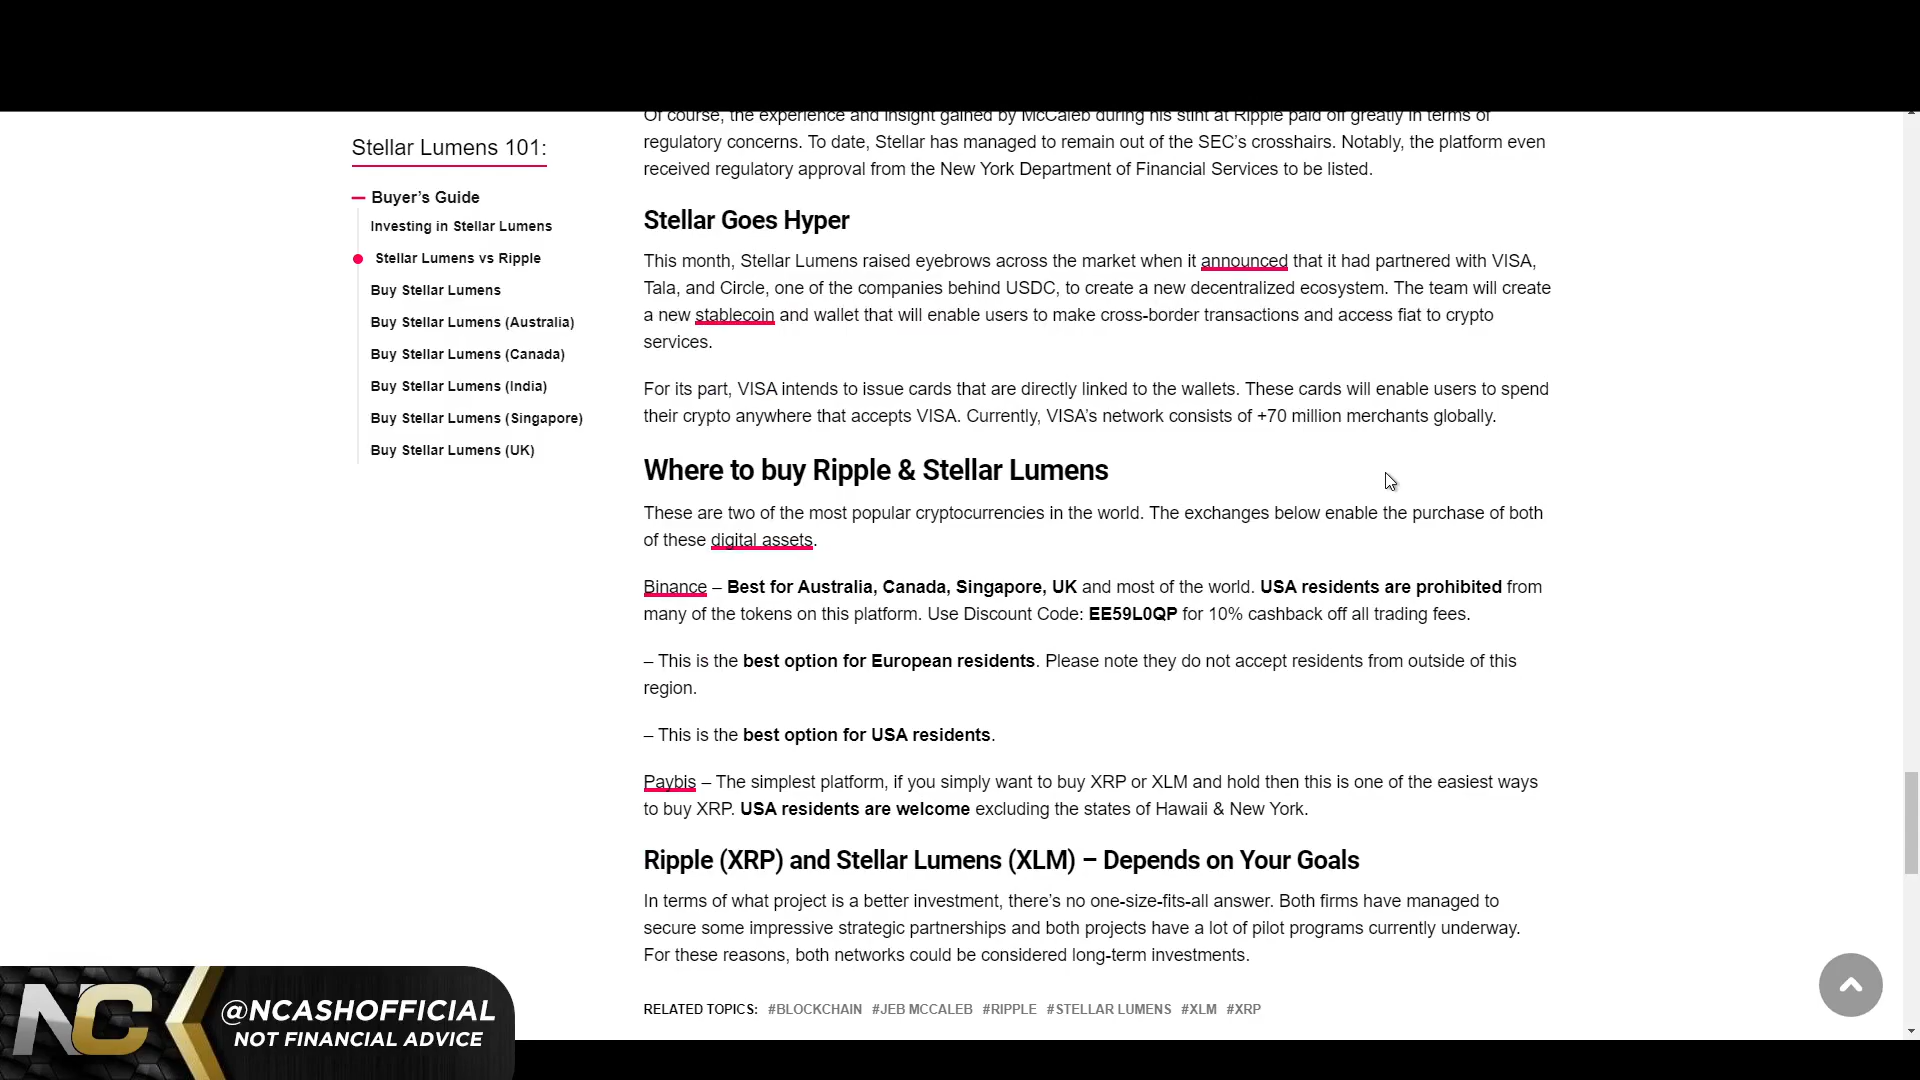 Stellar Lumens 101:
Buyer's Guide
Investing in Stellar Lumens
Stellar Lumens vs Ripple
Buy Stellar Lumens
Buy Stellar Lumens (Australia)
Buy Stellar Lumens (Canada)
Buy Stellar Lumens (India)
Buy Stellar Lumens (Singapore)
Buy Stellar Lumens (UK)
Of course, the experience and insight gained by McCaleb during his stint at Ripple paid off greatly in terms of
regulatory concerns. To date, Stellar has managed to remain out of the SEC's crosshairs. Notably, the platform even
received regulatory approval from the New York Department of Financial Services to be listed.
Stellar Goes Hyper
This month, Stellar Lumens raised eyebrows across the market when it announced that it had partnered with VISA,
Tala, and Circle, one of the companies behind USDC, to create a new decentralized ecosystem. The team will create
a new stablecoin and wallet that will enable users to make cross-border transactions and access fiat to crypto
services.
For its part, VISA intends to issue cards that are directly linked to the wallets. These cards will enable users to spend
their crypto anywhere that accepts VISA. Currently, VISA's network consists of +70 million merchants globally.
Where to buy Ripple & Stellar Lumens
These are two of the most popular cryptocurrencies in the world. The exchanges below enable the purchase of both
of these digital assets.
Binance – Best for Australia, Canada, Singapore, UK and most of the world. USA residents are prohibited from
many of the tokens on this platform. Use Discount Code: EE59L0QP for 10% cashback off all trading fees.
– This is the best option for European residents. Please note they do not accept residents from outside of this
region.
– This is the best option for USA residents.
Paybis – The simplest platform, if you simply want to buy XRP or XLM and hold then this is one of the easiest ways
to buy XRP. USA residents are welcome excluding the states of Hawaii & New York.
Ripple (XRP) and Stellar Lumens (XLM) – Depends on Your Goals
In terms of what project is a better investment, there's no one-size-fits-all answer. Both firms have managed to
secure some impressive strategic partnerships and both projects have a lot of pilot programs currently underway.
For these reasons, both networks could be considered long-term investments.
RELATED TOPICS: #BLOCKCHAIN #JEB MCCALEB #RIPPLE #STELLAR LUMENS #XLM #XRP
NC
@NCASHOFFICIAL
NOT FINANCIAL ADVICE